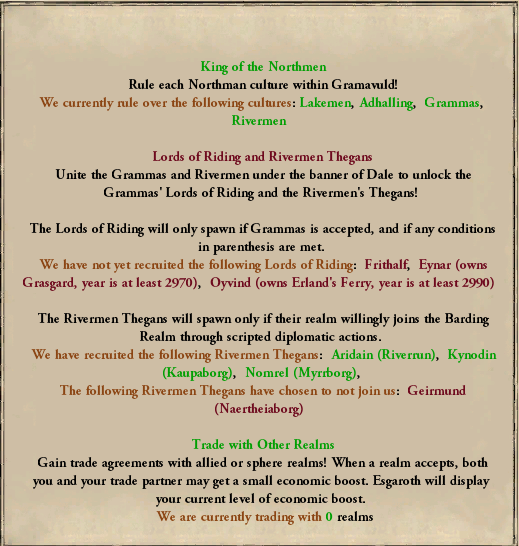 King of the Northmen
Rule each Northman culture within Gramavuld!
We currently rule over the following cultures: Lakemen, Adhalling, Grammas,
Rivermen
Lords of Riding and Rivermen Thegans
Unite the Grammas and Rivermen under the banner of Dale to unlock the
Grammas' Lords of Riding and the Rivermen's Thegans!
The Lords of Riding will only spawn if Grammas is accepted, and if any conditions
in parenthesis are met.
We have not yet recruited the following Lords of Riding: Frithalf, Eynar (owns
Grasgard, year is at least 2970), Oyvind (owns Erland's Ferry, year is at least 2990)
The Rivermen Thegans will spawn only if their realm willingly joins the Barding
Realm through scripted diplomatic actions.
We have recruited the following Rivermen Thegans: Aridain (Riverrun), Kynodin
(Kaupaborg), Nomrel (Myrrborg),
The following Rivermen Thegans have chosen to not join us: Geirmund
(Naertheiaborg)
Trade with Other Realms
Gain trade agreements with allied or sphere realms! When a realm accepts, both
you and your trade partner may get a small economic boost. Esgaroth will display
your current level of economic boost.
We are currently trading with 0 realms